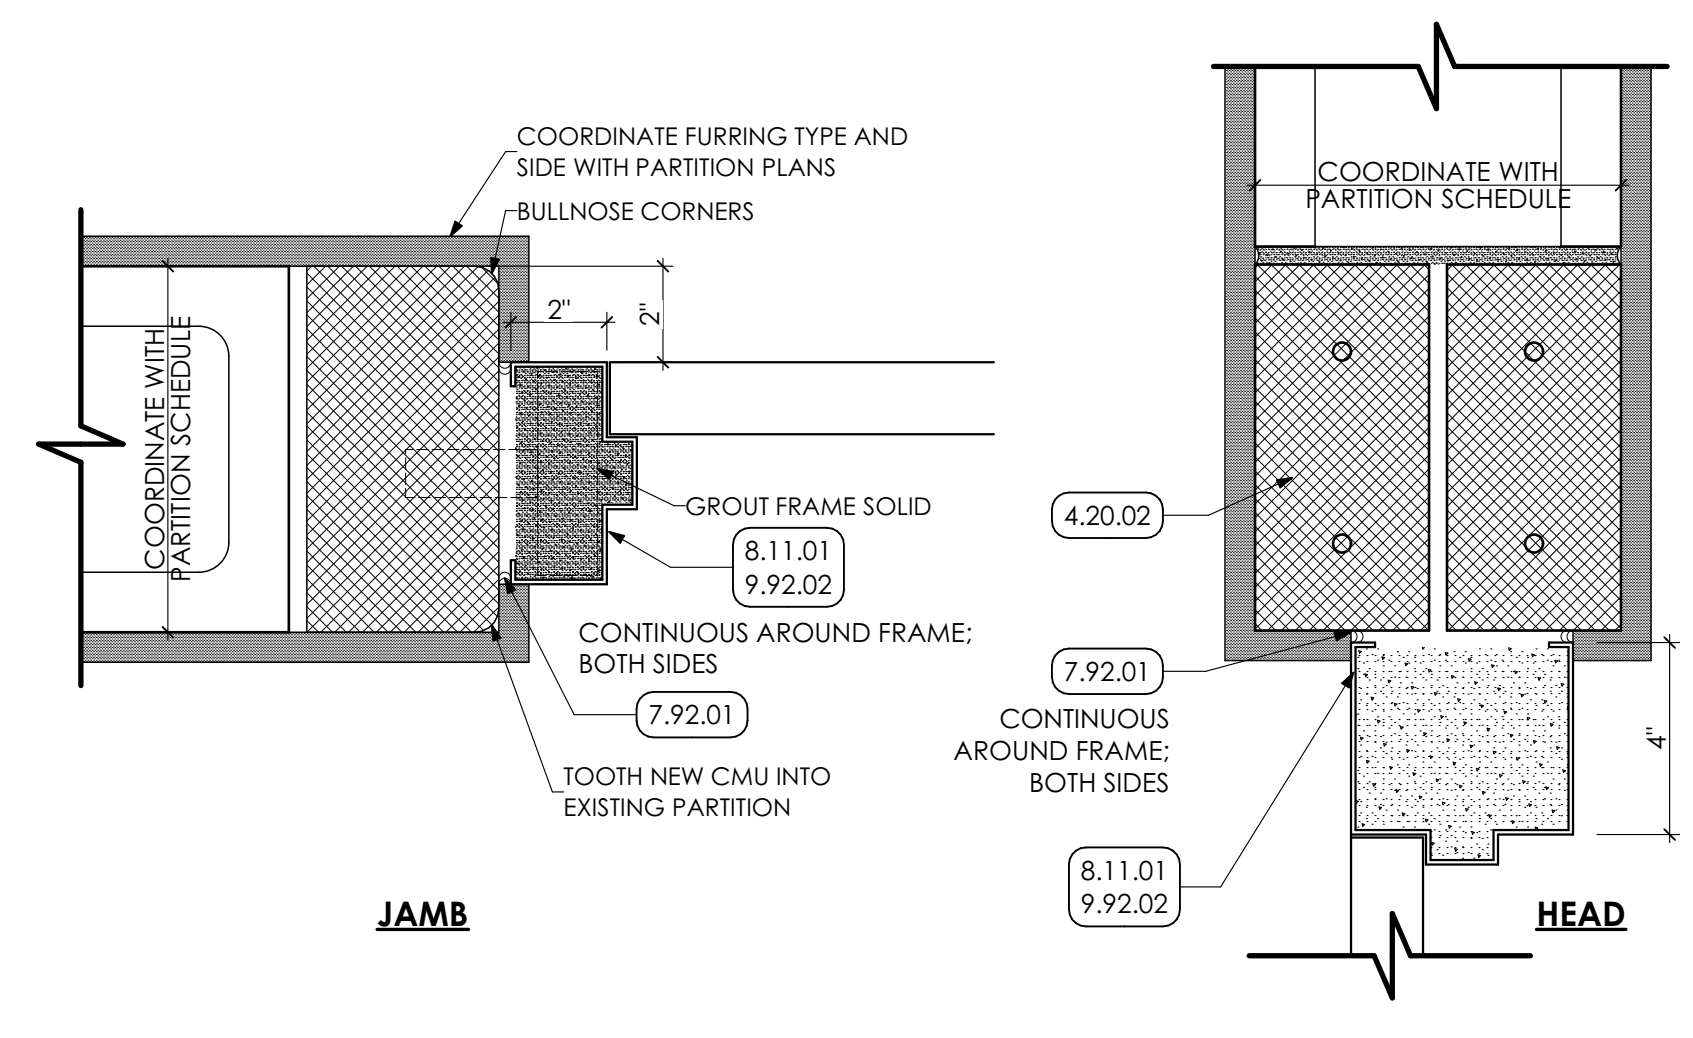 COORDINATE FURRING TYPE AND
SIDE WITH PARTITION PLANS
BULLNOSE CORNERS
2"
2"
COORDINATE WITH
PARTITION SCHEDULE
GROUT FRAME SOLID
8.11.01
9.92.02
CONTINUOUS AROUND FRAME;
BOTH SIDES
7.92.01
TOOTH NEW CMU INTO
EXISTING PARTITION
JAMB
COORDINATE WITH
PARTITION SCHEDULE
4.20.02
7.92.01
CONTINUOUS
AROUND FRAME;
BOTH SIDES
4"
8.11.01
9.92.02
HEAD